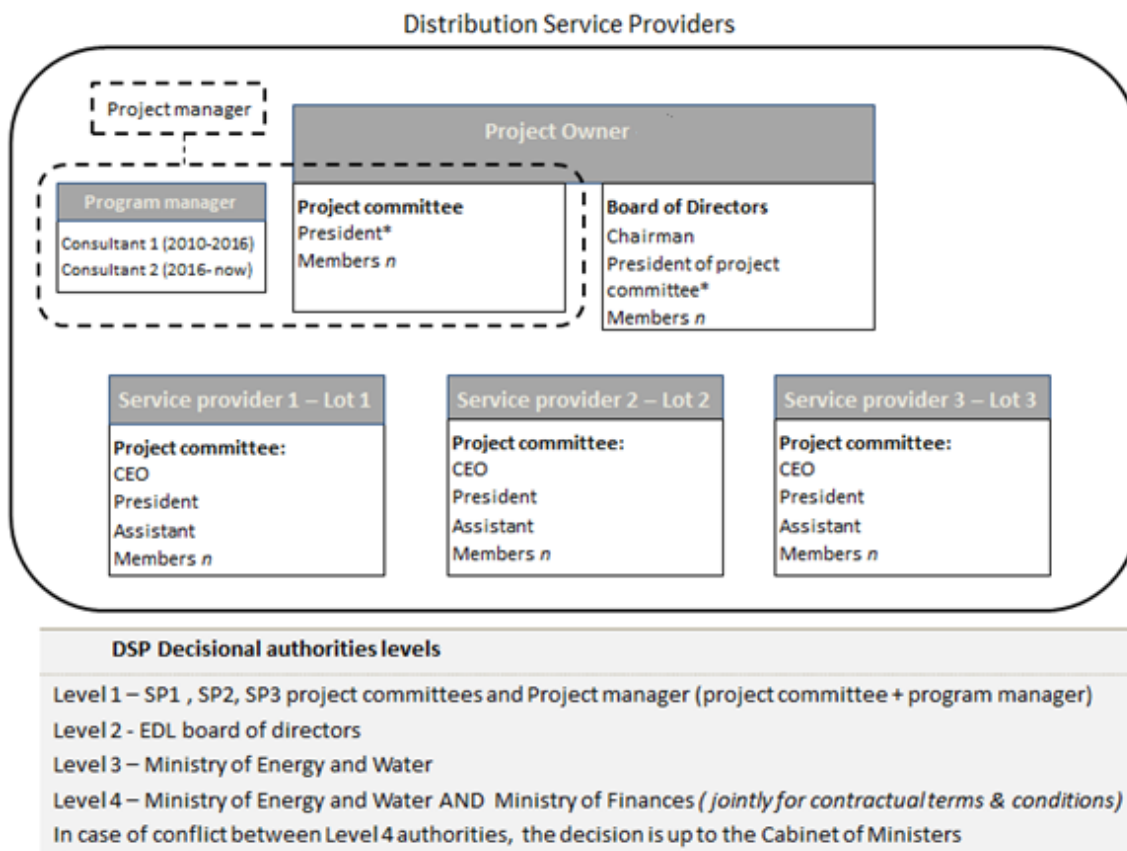 Distribution Service Providers
Project manager
Project Owner
Program manager
Consultant 1 (2010-2016)
Consultant 2 (2016- now)
Project committee
President*
Members n
Board of Directors
Chairman
President of project
committee*
Members n
Service provider 1 – Lot 1
Project committee:
CEO
President
Assistant
Members n
Service provider 2 – Lot 2
Project committee:
CEO
President
Assistant
Members n
Service provider 3 – Lot 3
Project committee:
CEO
President
Assistant
Members n
DSP Decisional authorities levels
Level 1 – SP1 , SP2, SP3 project committees and Project manager (project committee + program manager)
Level 2 - EDL board of directors
Level 3 – Ministry of Energy and Water
Level 4 – Ministry of Energy and Water AND Ministry of Finances ( jointly for contractual terms & conditions)
In case of conflict between Level 4 authorities, the decision is up to the Cabinet of Ministers